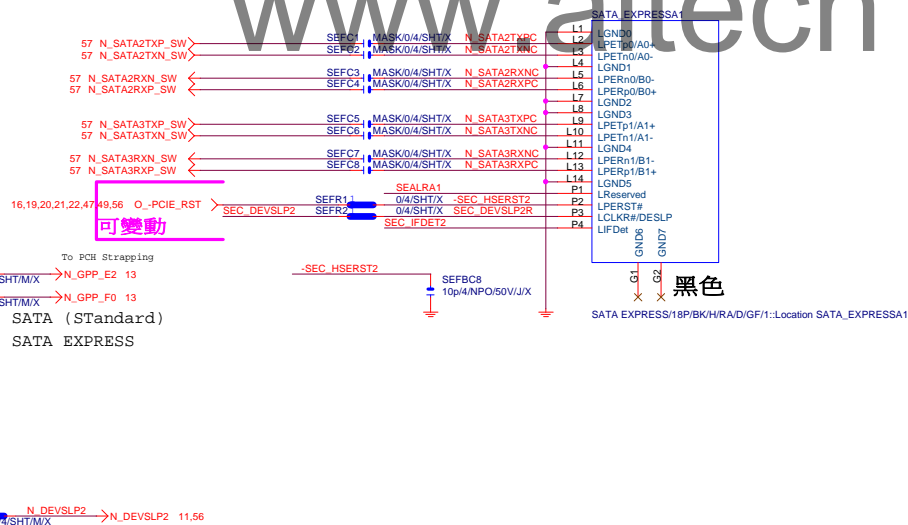 www.aitech
SATA_EXPRESSA1
57 N_SATA2TXP_SW SEFC1 MASK/0/4/SHT/X N_SATA2TXPC L2 LPETp0/A0+
57 N_SATA2TXN_SW SEFC2 MASK/0/4/SHT/X N_SATA2TXNC L3 LPETn0/A0-
L1 LGND0
L4 LGND1
57 N_SATA2RXN_SW SEFC3 MASK/0/4/SHT/X N_SATA2RXNC L5 LPERn0/B0-
57 N_SATA2RXP_SW SEFC4 MASK/0/4/SHT/X N_SATA2RXPC L6 LPERp0/B0+
L7 LGND2
L8 LGND3
57 N_SATA3TXP_SW SEFC5 MASK/0/4/SHT/X N_SATA3TXPC L9 LPETp1/A1+
57 N_SATA3TXN_SW SEFC6 MASK/0/4/SHT/X N_SATA3TXNC L10 LPETn1/A1-
L11 LGND4
57 N_SATA3RXN_SW SEFC7 MASK/0/4/SHT/X N_SATA3RXNC L12 LPERn1/B1-
57 N_SATA3RXP_SW SEFC8 MASK/0/4/SHT/X N_SATA3RXPC L13 LPERp1/B1+
L14 LGND5
SEALRA1 P1 LReserved
16,19,20,21,22,47,49,56 O_-PCIE_RST SEFR1 0/4/SHT/X -SEC_HSERST2 P2 LPERST#
SEC_DEVSLP2 SEFR2 0/4/SHT/X SEC_DEVSLP2R P3 LCLKR#/DESLP
SEC_IFDET2 P4 LIFDet
可變動
GND6 GND7
G1 G2
黑色
To PCH Strapping
SHT/M/X N_GPP_E2 13
SHT/M/X N_GPP_F0 13
-SEC_HSERST2
SEFBC8
10p/4/NPO/50V/J/X
SATA EXPRESS/18P/BK/H/RA/D/GF/1::Location SATA_EXPRESSA1
SATA (STandard)
SATA EXPRESS
N_DEVSLP2 N_DEVSLP2 11,56
4/SHT/M/X